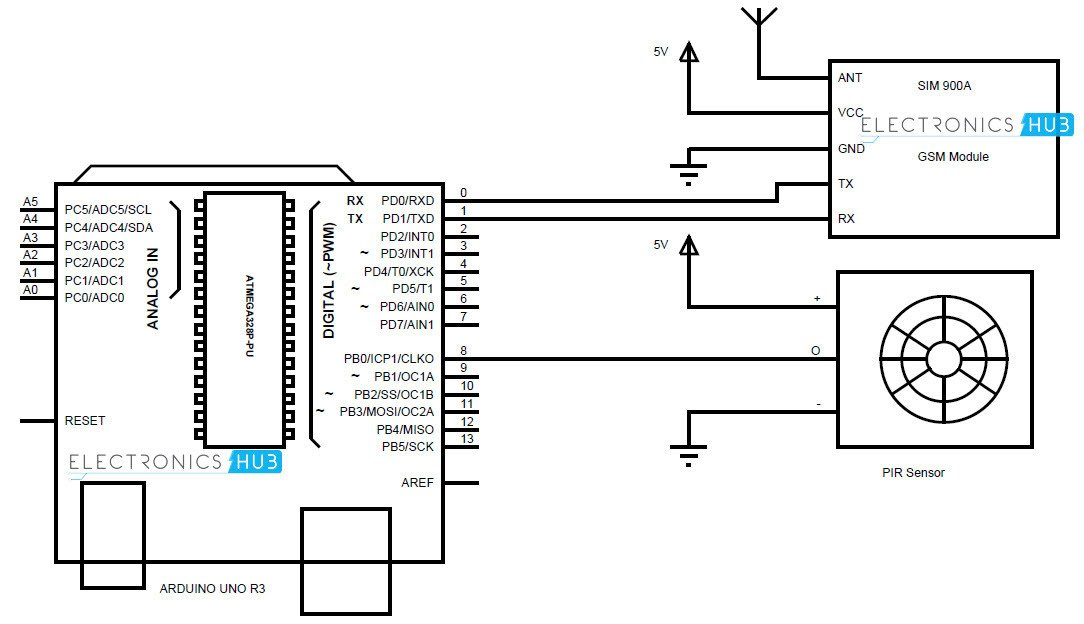 5V
ANT
SIM 900A
VCC
ELECTRONICS HUB
GND
GSM Module
TX
RX
0
RX PD0/RXD
1
TX PD1/TXD
2
PD2/INT0
3
~ PD3/INT1
4
PD4/T0/XCK
5
~ PD5/T1
6
~ PD6/AIN0
7
PD7/AIN1
8
PB0/ICP1/CLKO
9
~ PB1/OC1A
10
~ PB2/SS/OC1B
11
~ PB3/MOSI/OC2A
12
PB4/MISO
13
PB5/SCK
AREF
A5
PC5/ADC5/SCL
A4
PC4/ADC4/SDA
A3
PC3/ADC3
A2
PC2/ADC2
A1
PC1/ADC1
A0
PC0/ADC0
ANALOG IN
ATMEGA328P-PU
DIGITAL (~PWM)
RESET
ELECTRONICS HUB
ARDUINO UNO R3
5V
+
O
-
PIR Sensor